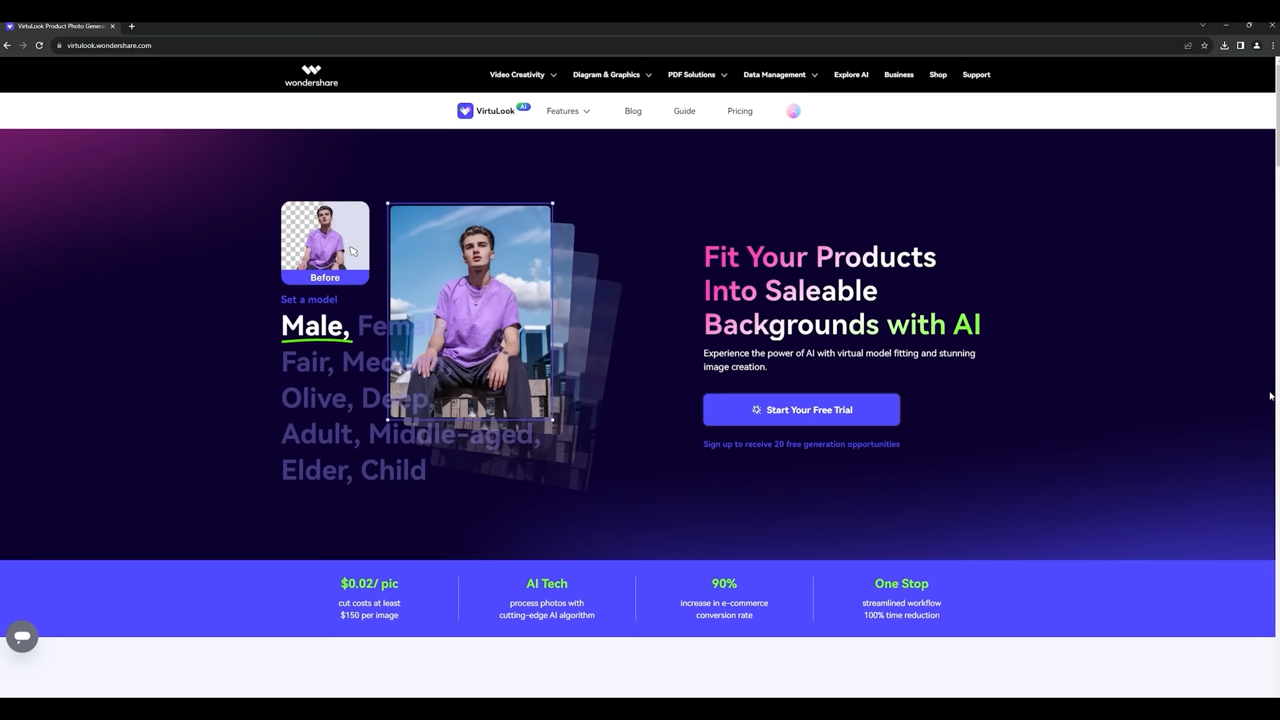 VirtuLook Product Photo Gener
virtulook.wondershare.com
wondershare
Video Creativity
Diagram & Graphics
PDF Solutions
Data Management
Explore AI
Business
Shop
Support
VirtuLook AI
Features
Blog
Guide
Pricing
Before
Set a model
Male, Female,
Fair, Medium,
Olive, Deep,
Adult, Middle-aged,
Elder, Child
Fit Your Products
Into Saleable
Backgrounds with AI
Experience the power of AI with virtual model fitting and stunning
image creation.
Start Your Free Trial
Sign up to receive 20 free generation opportunities
$0.02/ pic
cut costs at least
$150 per image
AI Tech
process photos with
cutting-edge AI algorithm
90%
increase in e-commerce
conversion rate
One Stop
streamlined workflow
100% time reduction